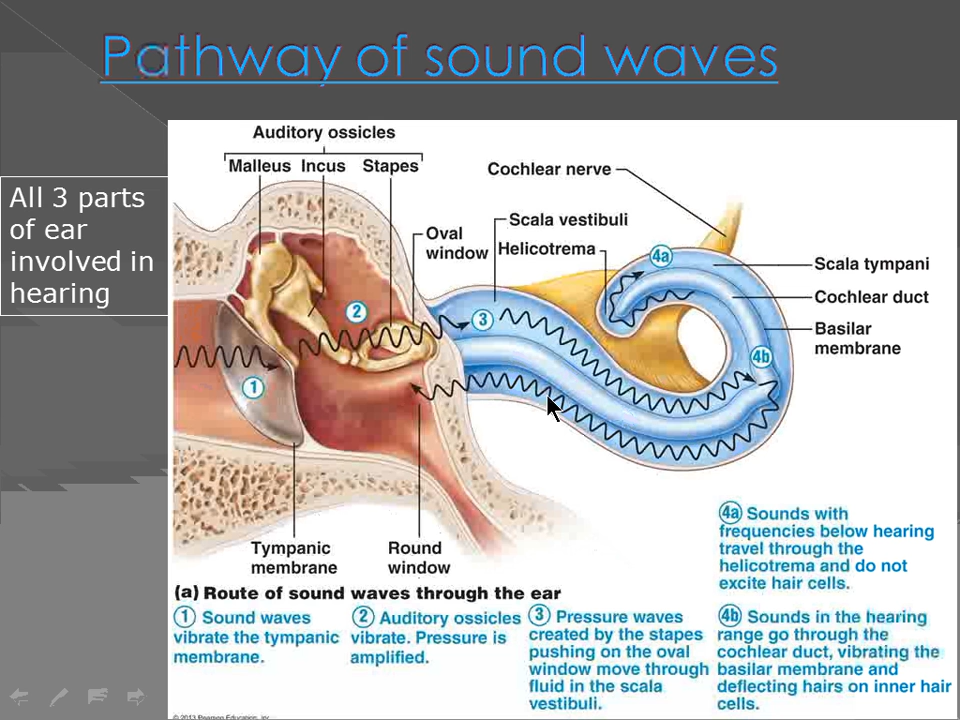 Pathway of sound waves
All 3 parts
of ear
involved in
hearing
Auditory ossicles
Malleus Incus Stapes
Cochlear nerve
Scala vestibuli
Oval
window
Helicotrema
4a
Scala tympani
Cochlear duct
Basilar
membrane
2
3
4b
1
Tympanic
membrane
Round
window
(a) Route of sound waves through the ear
1 Sound waves
vibrate the tympanic
membrane.
2 Auditory ossicles
vibrate. Pressure is
amplified.
3 Pressure waves
created by the stapes
pushing on the oval
window move through
fluid in the scala
vestibuli.
4a Sounds with
frequencies below hearing
travel through the
helicotrema and do not
excite hair cells.
4b Sounds in the hearing
range go through the
cochlear duct, vibrating the
basilar membrane and
deflecting hairs on inner hair
cells.
© 2013 Pearson Education, Inc.